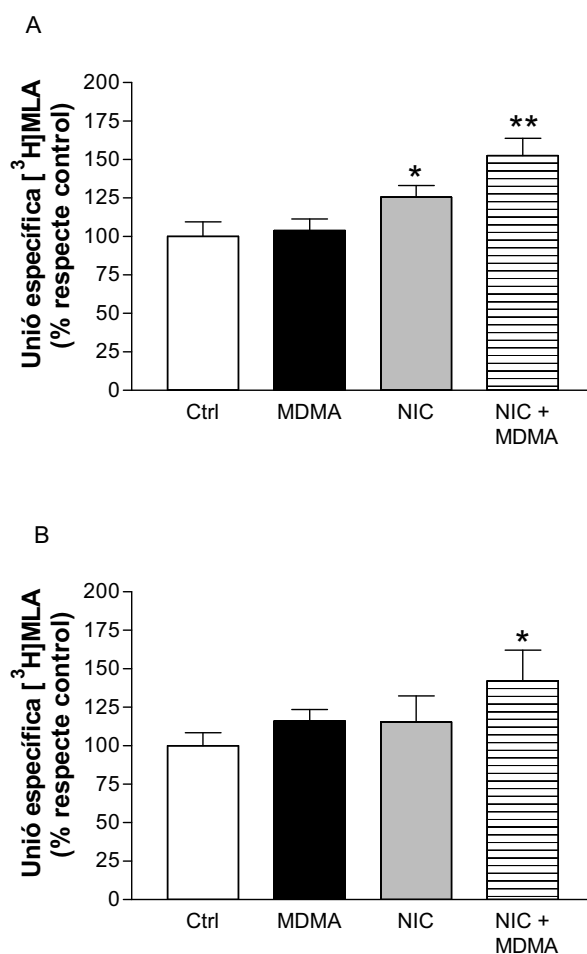 A
Unió específica [³H]MLA
(% respecte control)
200
175
150
125
100
75
50
25
0
*
**
Ctrl
MDMA
NIC
NIC +
MDMA
B
Unió específica [³H]MLA
(% respecte control)
200
175
150
125
100
75
50
25
0
*
Ctrl
MDMA
NIC
NIC +
MDMA